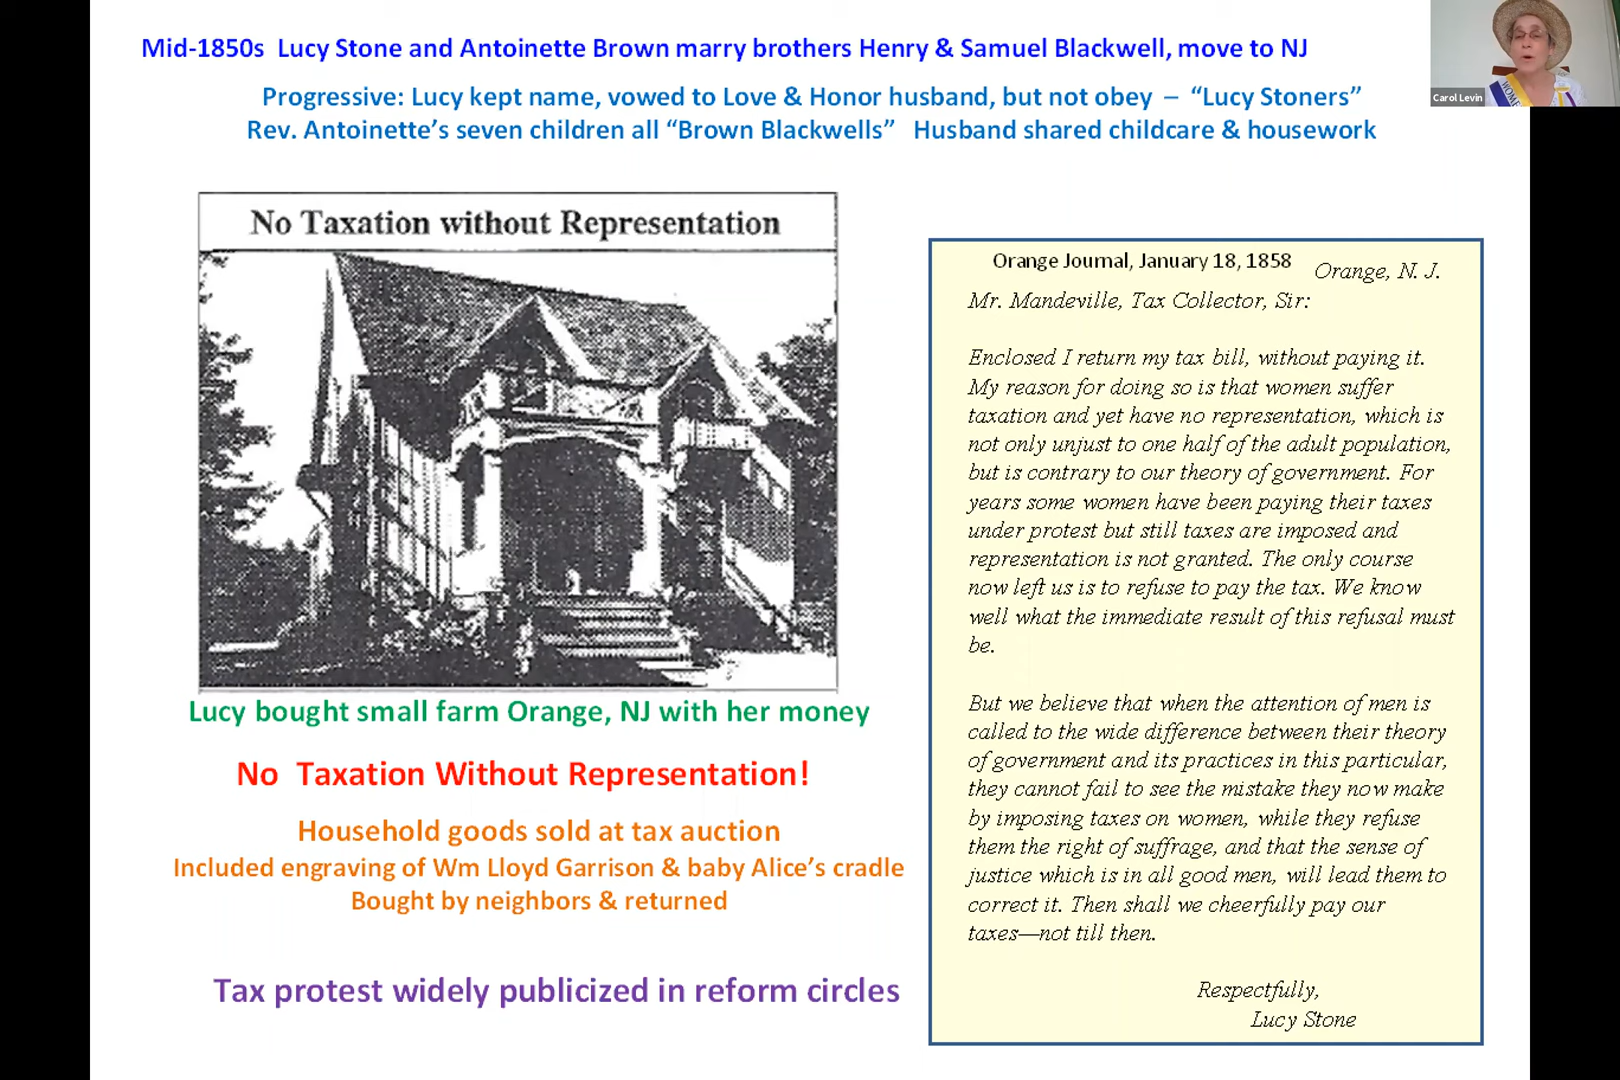 Mid-1850s  Lucy Stone and Antoinette Brown marry brothers Henry & Samuel Blackwell, move to NJ
Progressive: Lucy kept name, vowed to Love & Honor husband, but not obey – “Lucy Stoners”
Rev. Antoinette’s seven children all “Brown Blackwells”  Husband shared childcare & housework
Carol Levin
No Taxation without Representation
Lucy bought small farm Orange, NJ with her money
No  Taxation Without Representation!
Household goods sold at tax auction
Included engraving of Wm Lloyd Garrison & baby Alice’s cradle
Bought by neighbors & returned
Tax protest widely publicized in reform circles
Orange Journal, January 18, 1858
Orange, N. J.
Mr. Mandeville, Tax Collector, Sir:
Enclosed I return my tax bill, without paying it.
My reason for doing so is that women suffer
taxation and yet have no representation, which is
not only unjust to one half of the adult population,
but is contrary to our theory of government. For
years some women have been paying their taxes
under protest but still taxes are imposed and
representation is not granted. The only course
now left us is to refuse to pay the tax. We know
well what the immediate result of this refusal must
be.
But we believe that when the attention of men is
called to the wide difference between their theory
of government and its practices in this particular,
they cannot fail to see the mistake they now make
by imposing taxes on women, while they refuse
them the right of suffrage, and that the sense of
justice which is in all good men, will lead them to
correct it. Then shall we cheerfully pay our
taxes—not till then.
Respectfully,
Lucy Stone